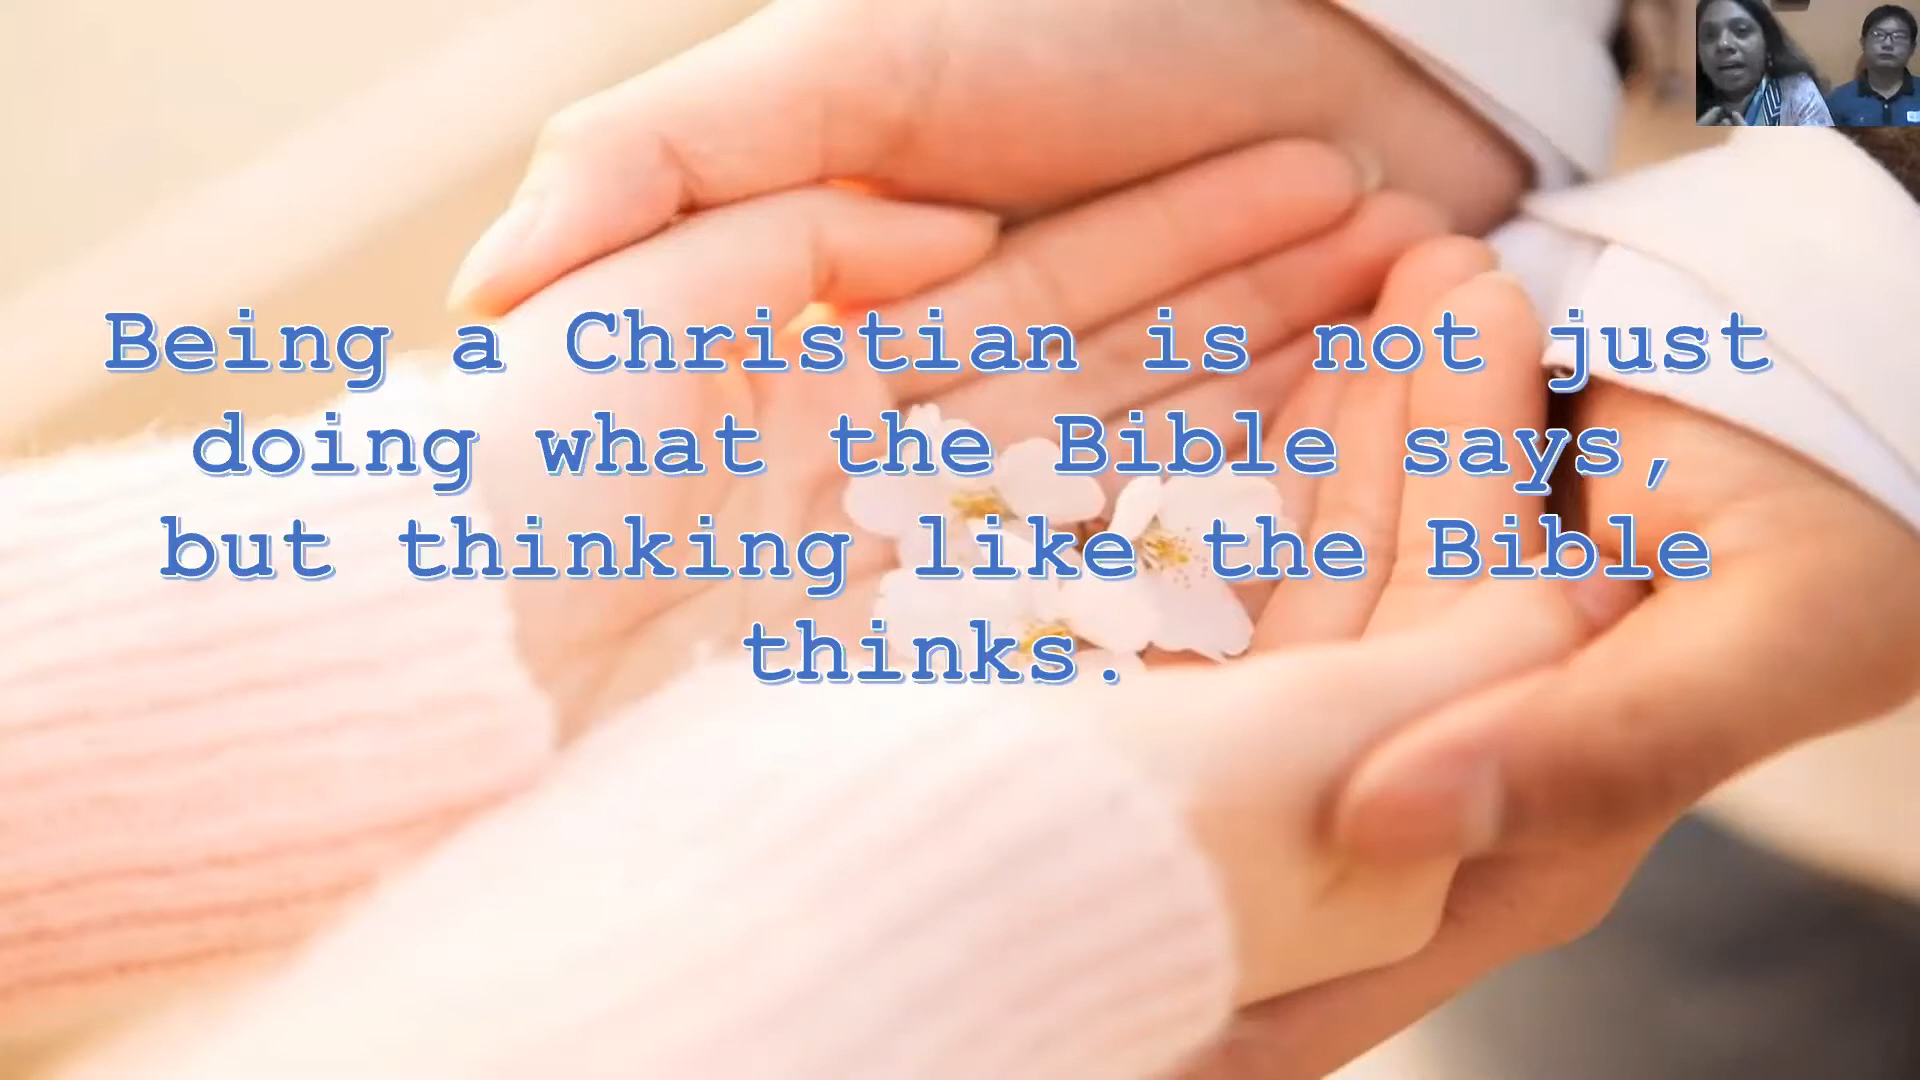 Being a Christian is not just
doing what the Bible says,
but thinking like the Bible
thinks.